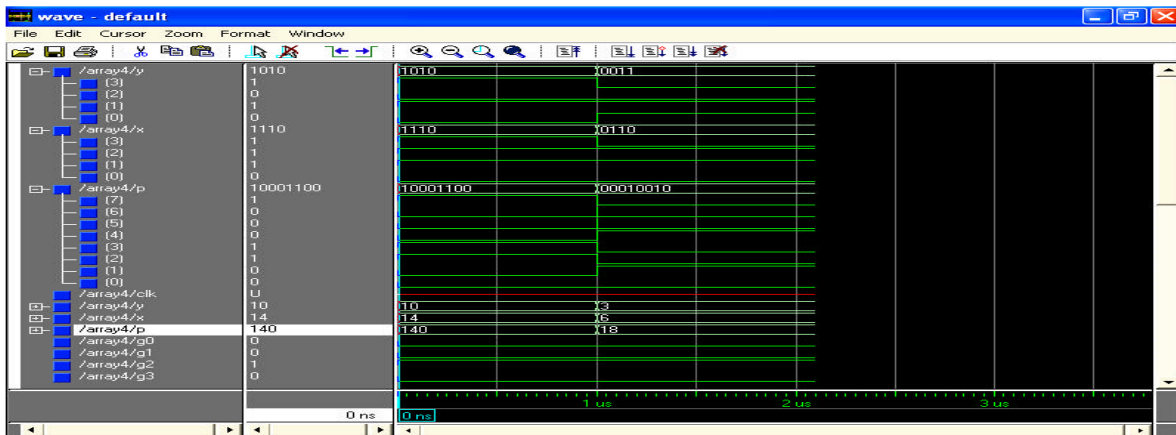 wave - default
File Edit Cursor Zoom Format Window
/array4/y 1010 1010 0011
(3) 1
(2) 0
(1) 1
(0) 0
/array4/x 1110 1110 0110
(3) 1
(2) 1
(1) 1
(0) 0
/array4/p 10001100 10001100 00010010
(7) 1
(6) 0
(5) 0
(4) 0
(3) 1
(2) 1
(1) 0
(0) 0
/array4/clk U
/array4/y 10 10 3
/array4/x 14 14 6
/array4/p 140 140 18
/array4/g0 0
/array4/g1 0
/array4/g2 1
/array4/g3 0
1 us 2 us 3 us
0 ns 0 ns